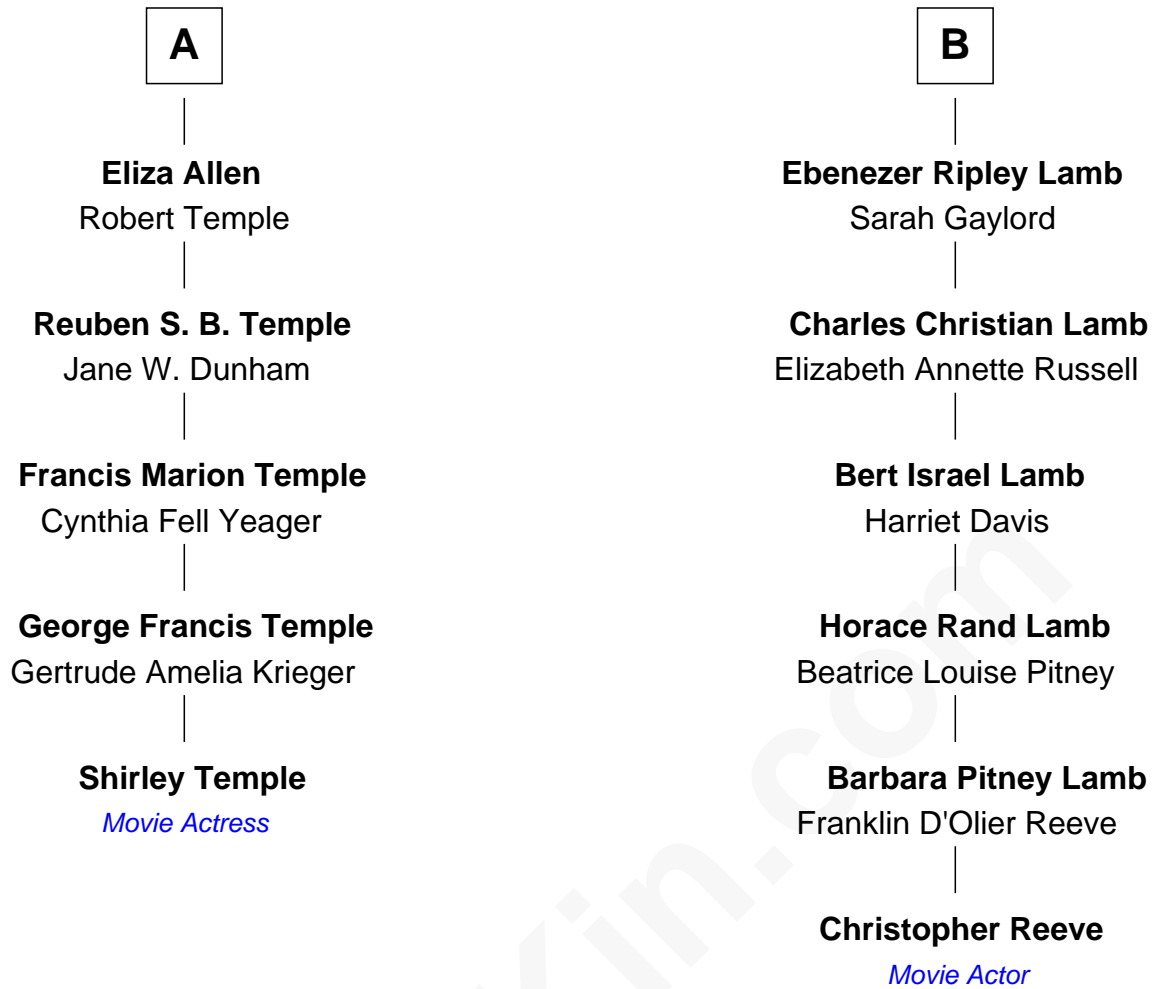 A
Eliza Allen
Robert Temple
Reuben S. B. Temple
Jane W. Dunham
Francis Marion Temple
Cynthia Fell Yeager
George Francis Temple
Gertrude Amelia Krieger
Shirley Temple
Movie Actress
B
Ebenezer Ripley Lamb
Sarah Gaylord
Charles Christian Lamb
Elizabeth Annette Russell
Bert Israel Lamb
Harriet Davis
Horace Rand Lamb
Beatrice Louise Pitney
Barbara Pitney Lamb
Franklin D'Olier Reeve
Christopher Reeve
Movie Actor
in.com